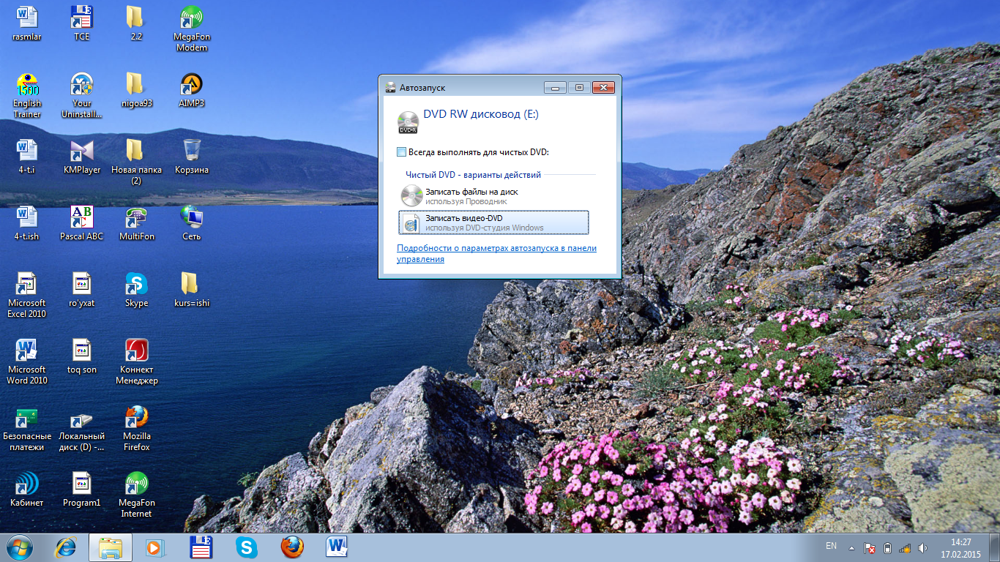 rasmlar
TCE
2.2
MegaFon
Modem
1500
English
Trainer
Your
Uninstall...
nigoa93
AIMP3
4-t.i
KMPlayer
Новая папка
(2)
Корзина
4-t.ish
A B
C
Pascal ABC
MultiFon
Сеть
Microsoft
Excel 2010
ro'yxat
Skype
kurs=ishi
Microsoft
Word 2010
toq son
Коннект
Менеджер
Безопасные
платежи
Локальный
диск (D) -...
Mozilla
Firefox
Кабинет
Program1
MegaFon
Internet
Автозапуск
DVD RW дисковод (E:)
DVD-R
Всегда выполнять для чистых DVD:
Чистый DVD - варианты действий
Записать файлы на диск
используя Проводник
Записать видео-DVD
используя DVD-студия Windows
Подробности о параметрах автозапуска в панели
управления
EN
14:27
17.02.2015